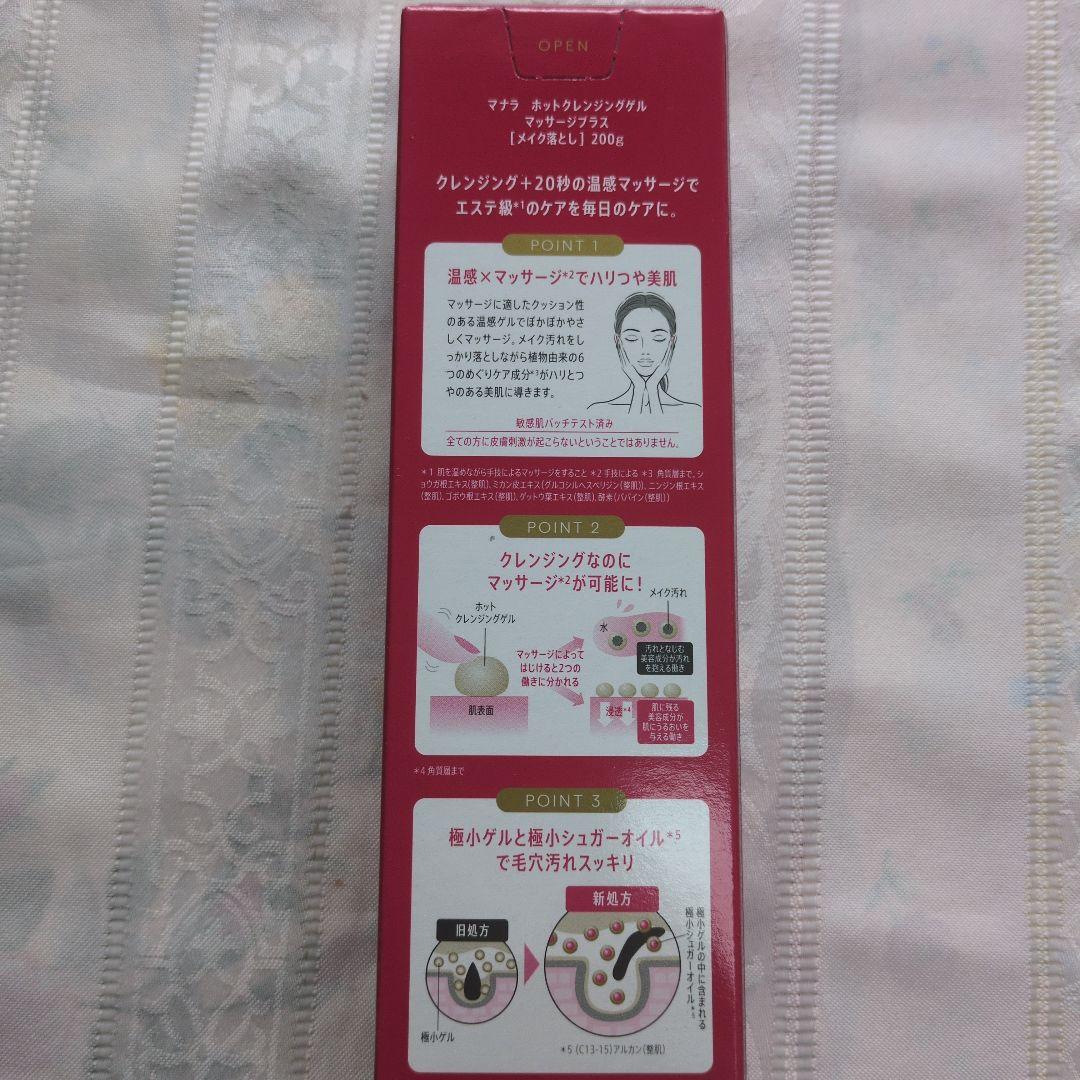 OPEN
マナラ ホットクレンジングゲル
マッサージプラス
[メイク落とし] 200g
クレンジング＋20秒の温感マッサージで
エステ級*1のケアを毎日のケアに。
POINT 1
温感×マッサージ*2でハリつや美肌
マッサージに適したクッション性
のある温感ゲルでぽかぽかやさ
しくマッサージ。メイク汚れをし
っかり落としながら植物由来の6
つのめぐりケア成分*3がハリとつ
やのある美肌に導きます。
敏感肌パッチテスト済み
全ての方に皮膚刺激が起こらないということではありません。
*1 肌を温めながら手技によるマッサージをすること *2 手技による *3 角質層まで、シ
ョウガ根エキス(整肌)、ミカン皮エキス(グルコシルヘスペリジン(整肌))、ニンジン根エキス
(整肌)、ゴボウ根エキス(整肌)、ゲットウ葉エキス(整肌)、酵素(パパイン(整肌))
POINT 2
クレンジングなのに
マッサージ*2が可能に！
ホット
クレンジングゲル
肌表面
マッサージによって
はじけると2つの
働きに分かれる
メイク汚れ
水
汚れとなじむ
美容成分が汚れ
を抱える働き
浸透*4
肌に残る
美容成分が
肌にうるおいを
与える働き
*4 角質層まで
POINT 3
極小ゲルと極小シュガーオイル*5
で毛穴汚れスッキリ
旧処方
極小ゲル
新処方
極小ゲルの中に含まれる
極小シュガーオイル*5
*5 (C13-15)アルカン(整肌)